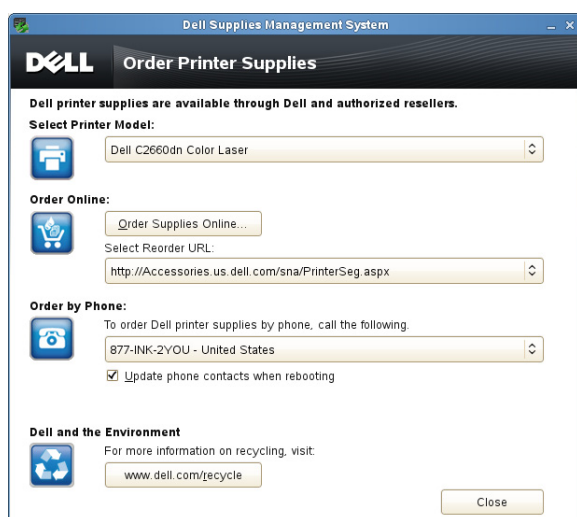 Dell Supplies Management System
DELL
Order Printer Supplies
Dell printer supplies are available through Dell and authorized resellers.
Select Printer Model:
Dell C2660dn Color Laser
Order Online:
Order Supplies Online...
Select Reorder URL:
http://Accessories.us.dell.com/sna/PrinterSeg.aspx
Order by Phone:
To order Dell printer supplies by phone, call the following.
877-INK-2YOU - United States
Update phone contacts when rebooting
Dell and the Environment
For more information on recycling, visit:
www.dell.com/recycle
Close